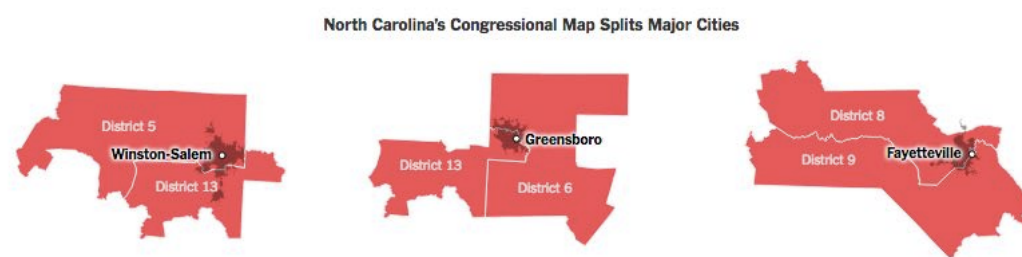 North Carolina's Congressional Map Splits Major Cities
District 5
Winston-Salem
District 13
Greensboro
District 13
District 6
District 8
District 9
Fayetteville